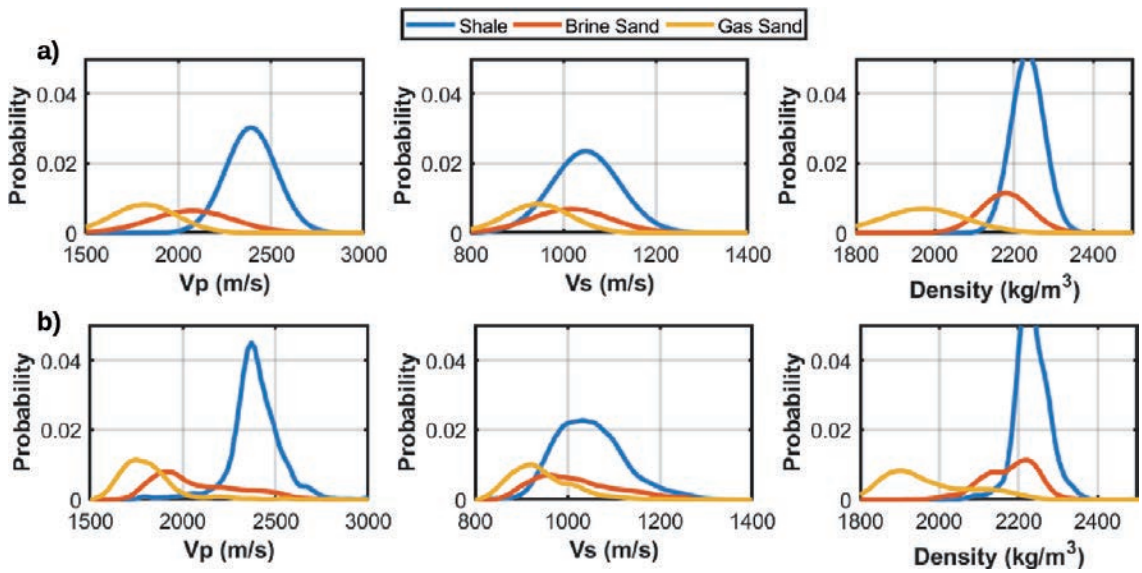 Shale Brine Sand Gas Sand
a)
Probability
0.04
0.02
0
1500 2000 2500 3000
Vp (m/s)
Probability
0.04
0.02
0
800 1000 1200 1400
Vs (m/s)
Probability
0.04
0.02
0
1800 2000 2200 2400
Density (kg/m³)
b)
Probability
0.04
0.02
0
1500 2000 2500 3000
Vp (m/s)
Probability
0.04
0.02
0
800 1000 1200 1400
Vs (m/s)
Probability
0.04
0.02
0
1800 2000 2200 2400
Density (kg/m³)